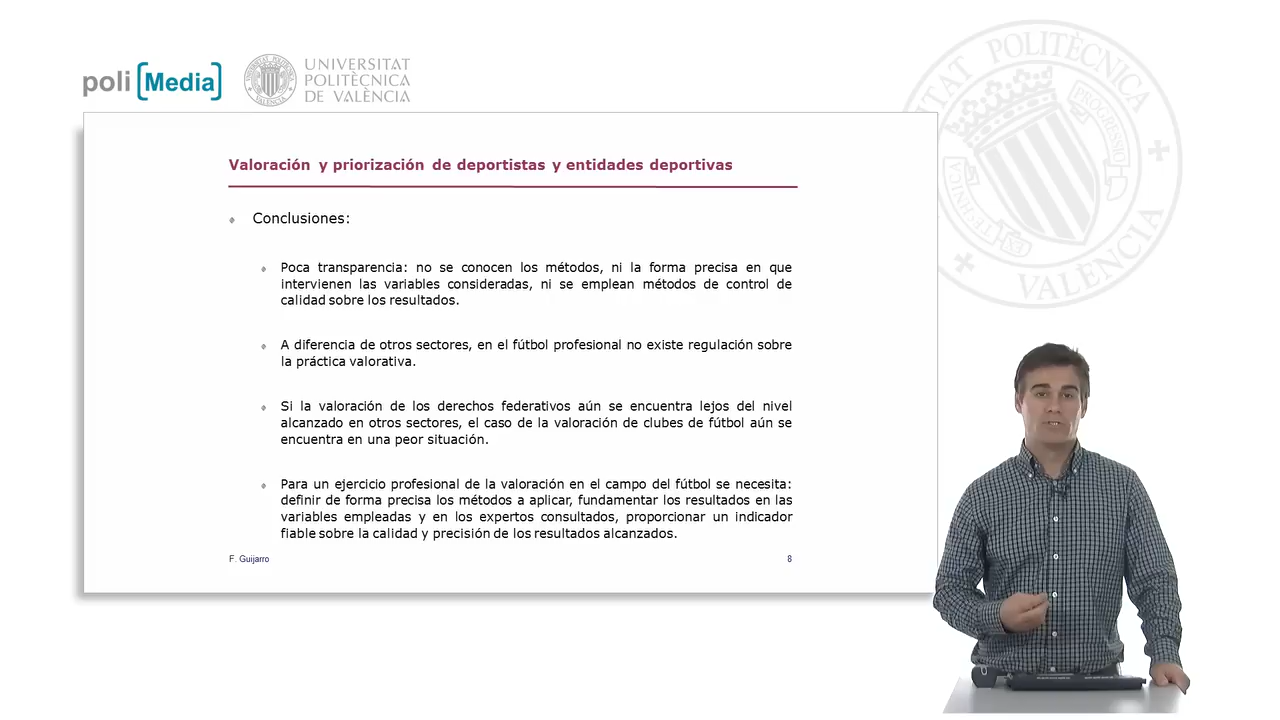 poli [Media]
UNIVERSITAT
POLITÈCNICA
DE VALÈNCIA
Valoración y priorización de deportistas y entidades deportivas
Conclusiones:
Poca transparencia: no se conocen los métodos, ni la forma precisa en que
intervienen las variables consideradas, ni se emplean métodos de control de
calidad sobre los resultados.
A diferencia de otros sectores, en el fútbol profesional no existe regulación sobre
la práctica valorativa.
Si la valoración de los derechos federativos aún se encuentra lejos del nivel
alcanzado en otros sectores, el caso de la valoración de clubes de fútbol aún se
encuentra en una peor situación.
Para un ejercicio profesional de la valoración en el campo del fútbol se necesita:
definir de forma precisa los métodos a aplicar, fundamentar los resultados en las
variables empleadas y en los expertos consultados, proporcionar un indicador
fiable sobre la calidad y precisión de los resultados alcanzados.
F. Guijarro
8
POLITÈCNICA
VALÈNCIA